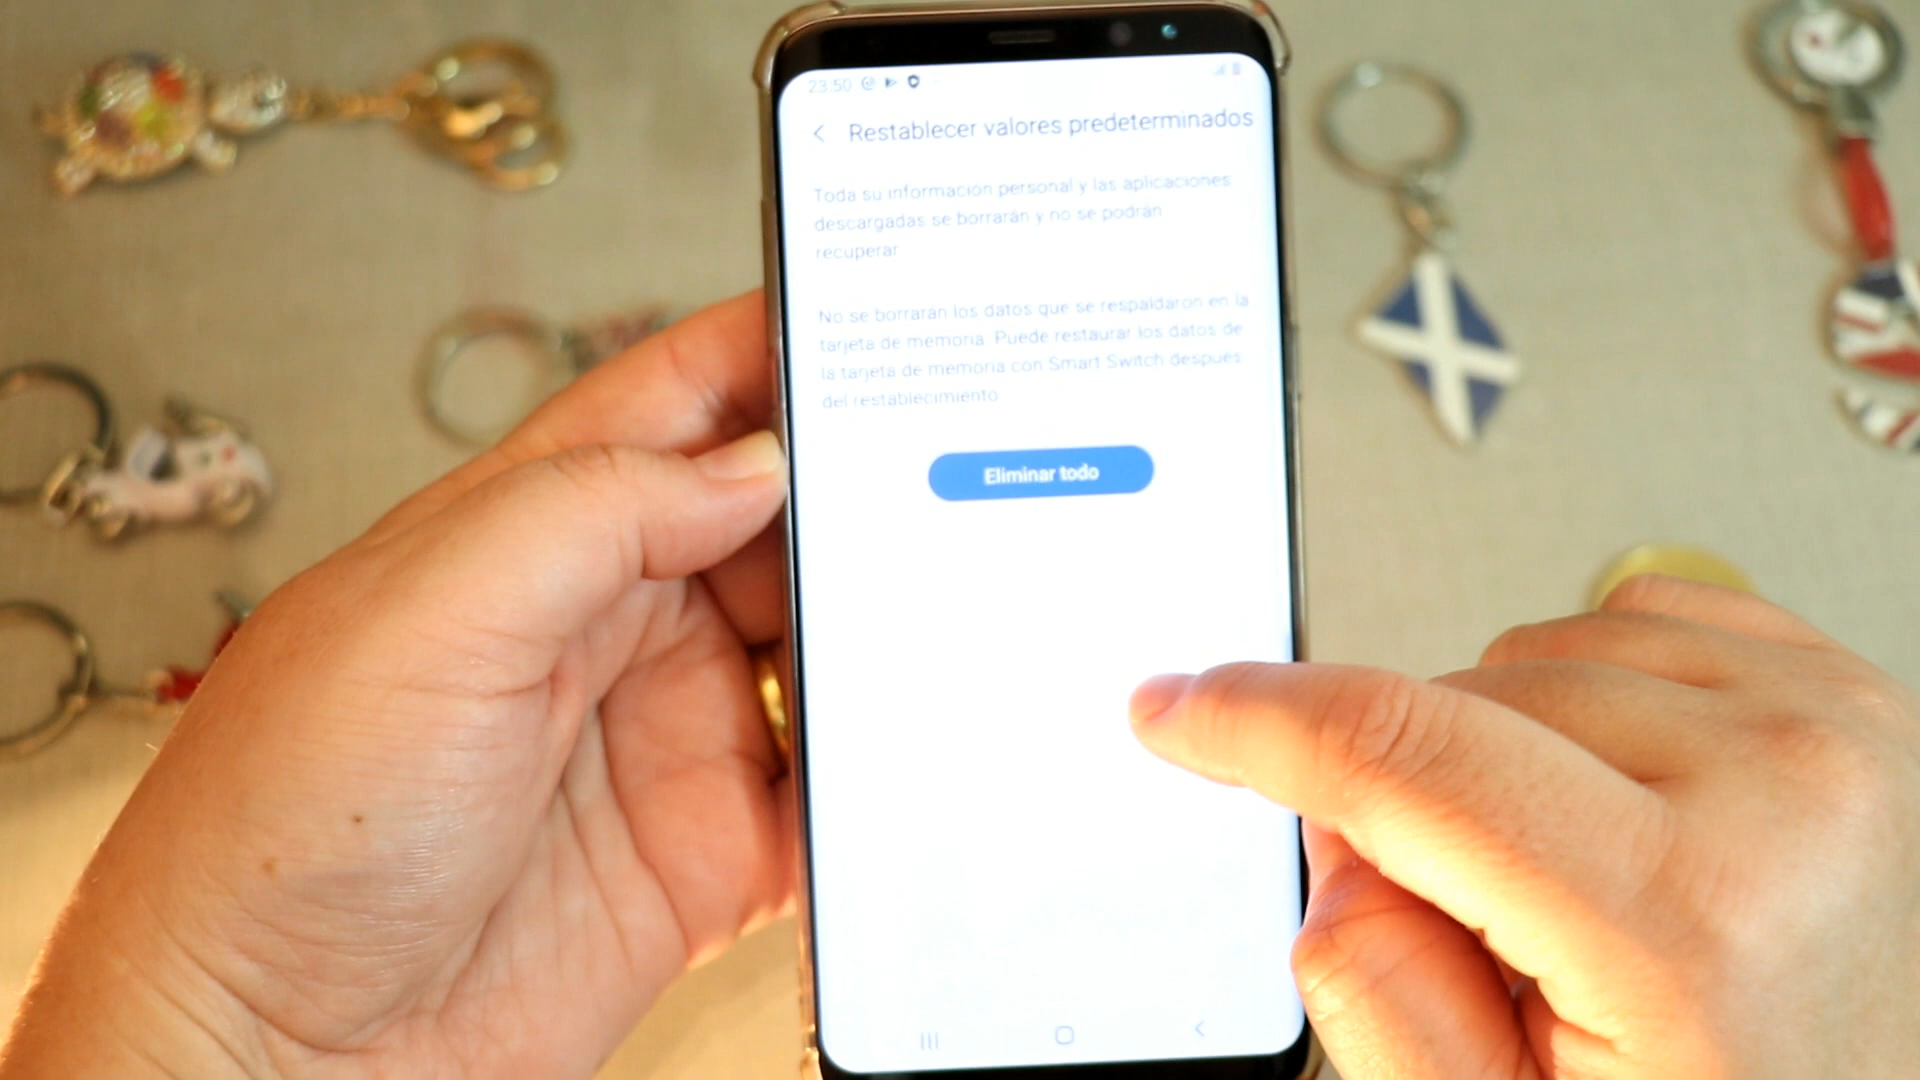 23:50
Restablecer valores predeterminados
Toda su información personal y las aplicaciones
descargadas se borrarán y no se podrán
recuperar
No se borrarán los datos que se respaldaron en la
tarjeta de memoria. Puede restaurar los datos de
la tarjeta de memoria con Smart Switch después
del restablecimiento
Eliminar todo